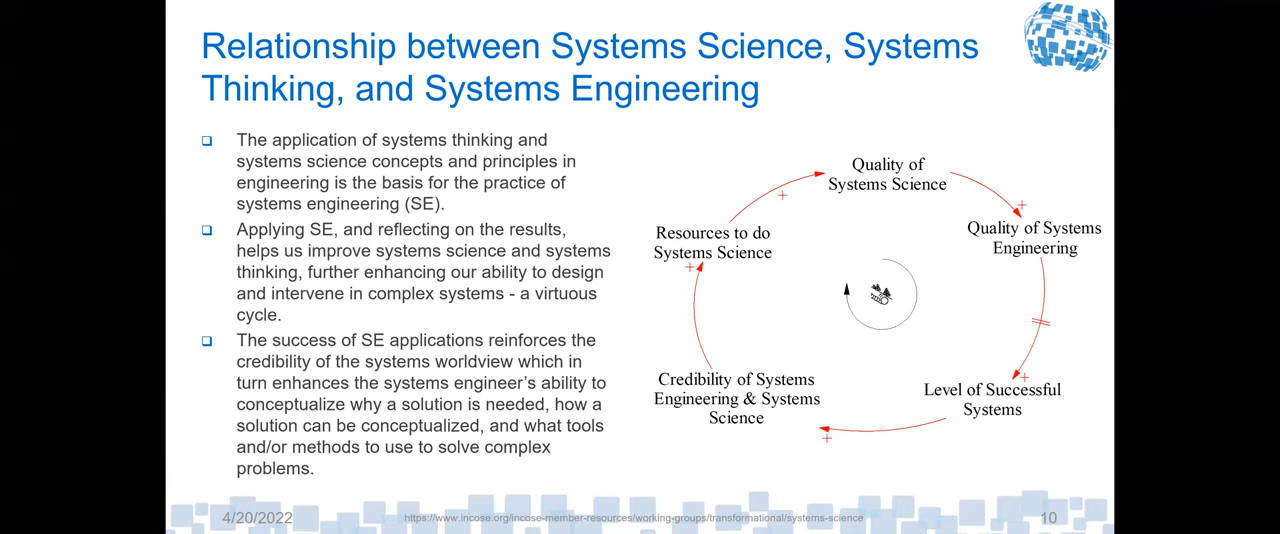 Relationship between Systems Science, Systems
Thinking, and Systems Engineering
The application of systems thinking and
systems science concepts and principles in
engineering is the basis for the practice of
systems engineering (SE).
Applying SE, and reflecting on the results,
helps us improve systems science and systems
thinking, further enhancing our ability to design
and intervene in complex systems - a virtuous
cycle.
The success of SE applications reinforces the
credibility of the systems worldview which in
turn enhances the systems engineer's ability to
conceptualize why a solution is needed, how a
solution can be conceptualized, and what tools
and/or methods to use to solve complex
problems.
Quality of
Systems Science
+
Quality of Systems
Engineering
+
Level of Successful
Systems
+
Credibility of Systems
Engineering & Systems
Science
+
Resources to do
Systems Science
+
4/20/2022
https://www.incose.org/incose-member-resources/working-groups/transformational/systems-science
10